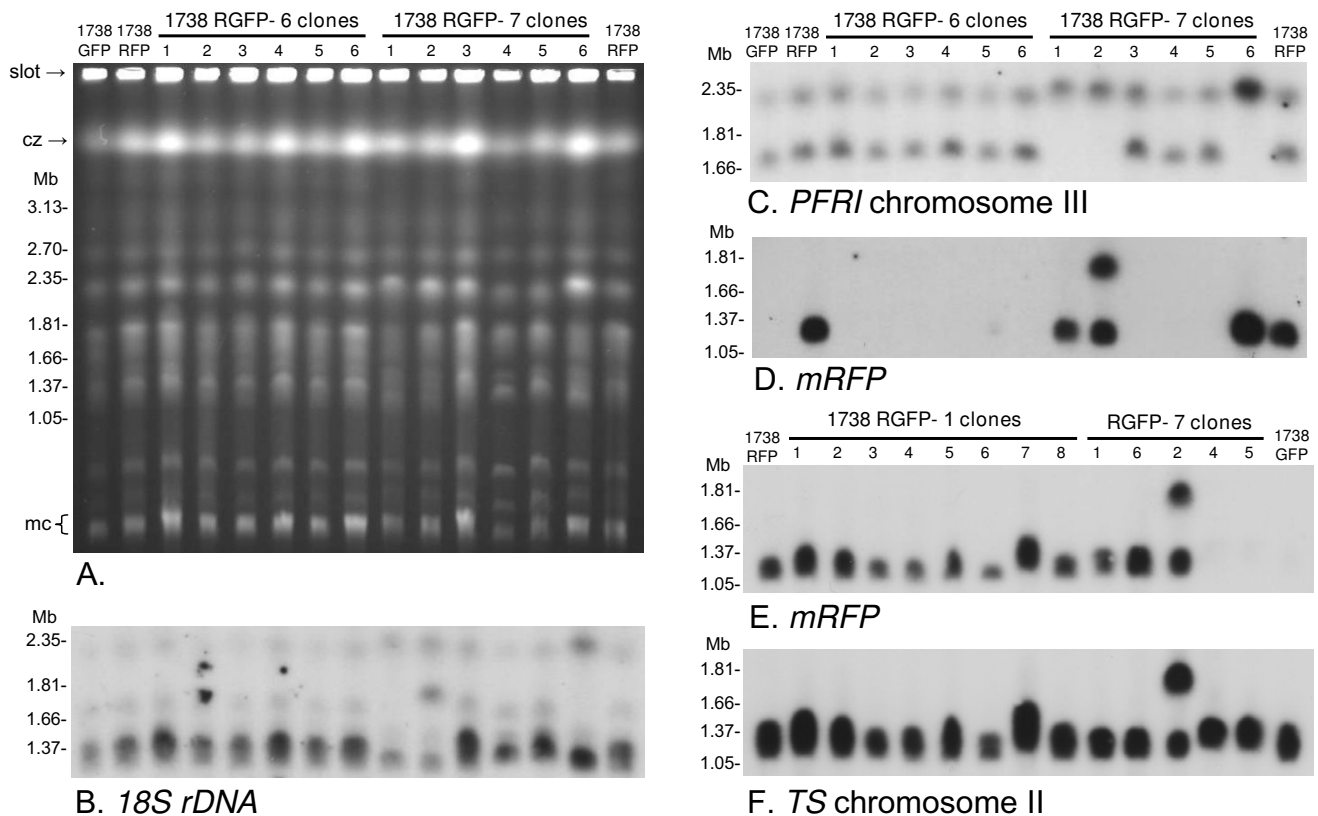 1738 1738 1738 RGFP- 6 clones 1738 RGFP- 7 clones 1738
GFP RFP 1 2 3 4 5 6 1 2 3 4 5 6 RFP
slot →
cz →
Mb
3.13-
2.70-
2.35-
1.81-
1.66-
1.37-
1.05-
mc {
A.
Mb
2.35-
1.81-
1.66-
1.37-
B. 18S rDNA
1738 1738 1738 RGFP- 6 clones 1738 RGFP- 7 clones 1738
Mb GFP RFP 1 2 3 4 5 6 1 2 3 4 5 6 RFP
2.35-
1.81-
1.66-
C. PFRI chromosome III
Mb
1.81-
1.66-
1.37-
1.05-
D. mRFP
1738 1738 RGFP- 1 clones RGFP- 7 clones 1738
RFP 1 2 3 4 5 6 7 8 1 6 2 4 5 GFP
Mb
1.81-
1.66-
1.37-
1.05-
E. mRFP
Mb
1.81-
1.66-
1.37-
1.05-
F. TS chromosome II